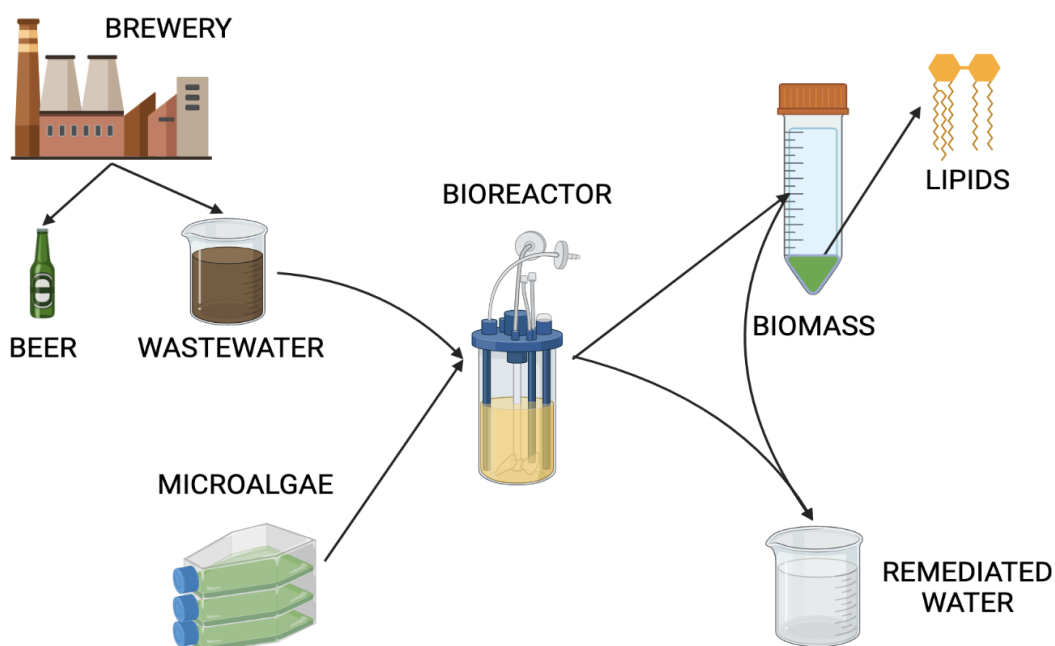 BREWERY
LIPIDS
BIOREACTOR
BEER
WASTEWATER
BIOMASS
MICROALGAE
REMEDIATED
WATER